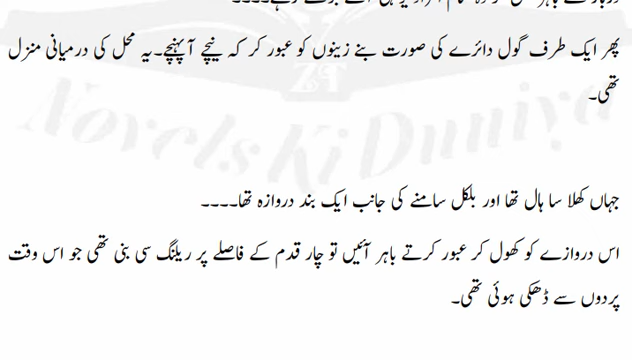 پھر ایک طرف گول دائرے کی صورت بنے زینوں کو عبور کر کہ نیچے آپہنچے۔یہ محل کی درمیانی منزل
تھی۔
Novels Ki Duniya
جہاں کھلا سا ہال تھا اور بلکل سامنے کی جانب ایک بند دروازہ تھا۔۔۔۔
اس دروازے کو کھول کر عبور کرتے باہر آئیں تو چار قدم کے فاصلے پر ریلنگ سی بنی تھی جو اس وقت
پردوں سے ڈھکی ہوئی تھی۔